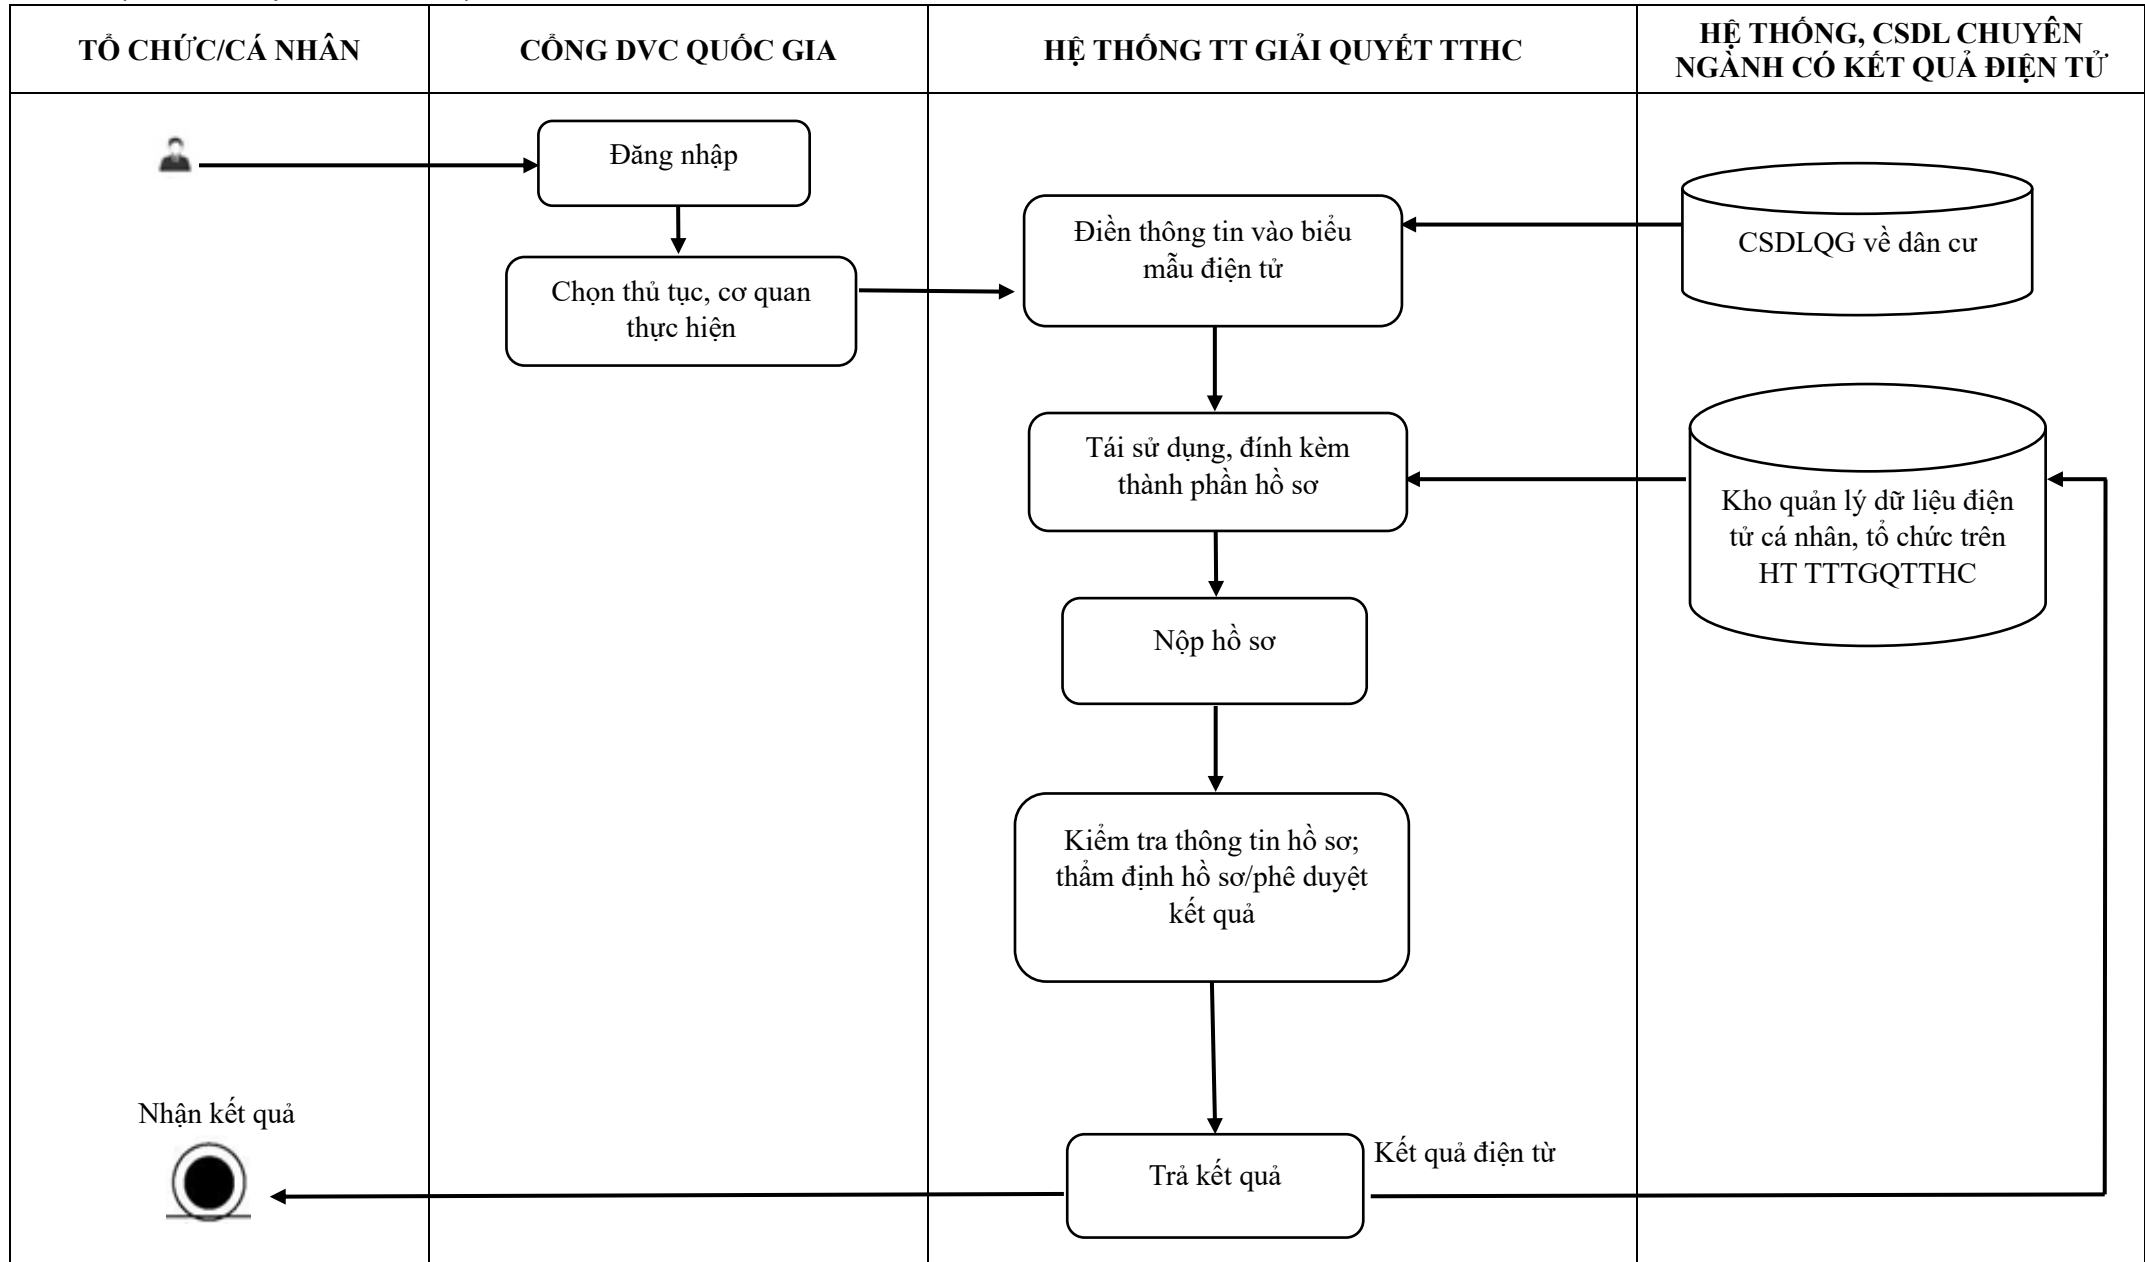 TỔ CHỨC/CÁ NHÂN
CỔNG DVC QUỐC GIA
HỆ THỐNG TT GIẢI QUYẾT TTHC
HỆ THỐNG, CSDL CHUYÊN
NGÀNH CÓ KẾT QUẢ ĐIỆN TỬ
Đăng nhập
Chọn thủ tục, cơ quan
thực hiện
Điền thông tin vào biểu
mẫu điện tử
CSDLQG về dân cư
Tái sử dụng, đính kèm
thành phần hồ sơ
Kho quản lý dữ liệu điện
tử cá nhân, tổ chức trên
HT TTTGQTTHC
Nộp hồ sơ
Kiểm tra thông tin hồ sơ;
thẩm định hồ sơ/phê duyệt
kết quả
Nhận kết quả
Trả kết quả
Kết quả điện từ